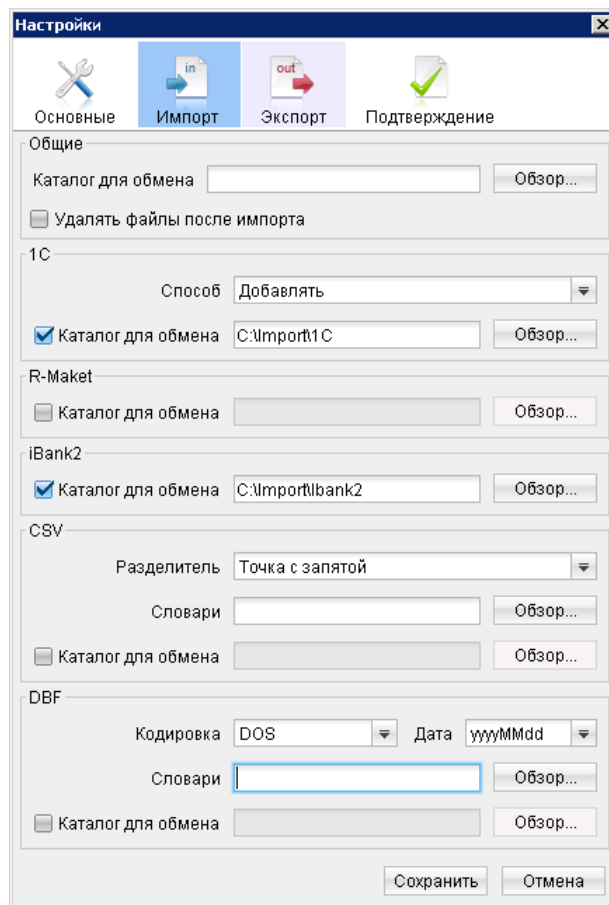 Настройки
in out
Основные Импорт Экспорт Подтверждение
Общие
Каталог для обмена Обзор...
Удалять файлы после импорта
1С
Способ Добавлять
Каталог для обмена C:\Import\1C Обзор...
R-Maket
Каталог для обмена Обзор...
iBank2
Каталог для обмена C:\Import\Ibank2 Обзор...
CSV
Разделитель Точка с запятой
Словари Обзор...
Каталог для обмена Обзор...
DBF
Кодировка DOS Дата yyyyMMdd
Словари Обзор...
Каталог для обмена Обзор...
Сохранить Отмена